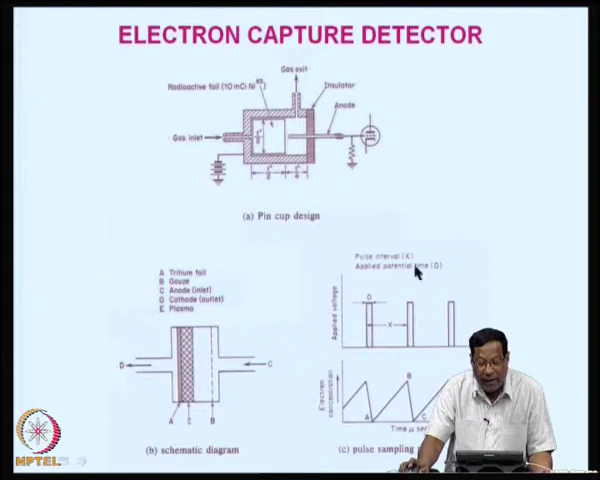 ELECTRON CAPTURE DETECTOR
Gas exit
Radioactive foil (10 mCi Ni
Insulator
Anode
Gas inlet
(a) Pin cup design
A Tritium foil
B Gauze
C Anode (inlet)
D Cathode (outlet)
E Plasma
D
C
A E B
(b) schematic diagram
Pulse interval (X)
Applied potential time (D)
Applied voltage
D
X
Electron
concentration
A
B
C
Time μ ser
(c) pulse sampling
NPTEL